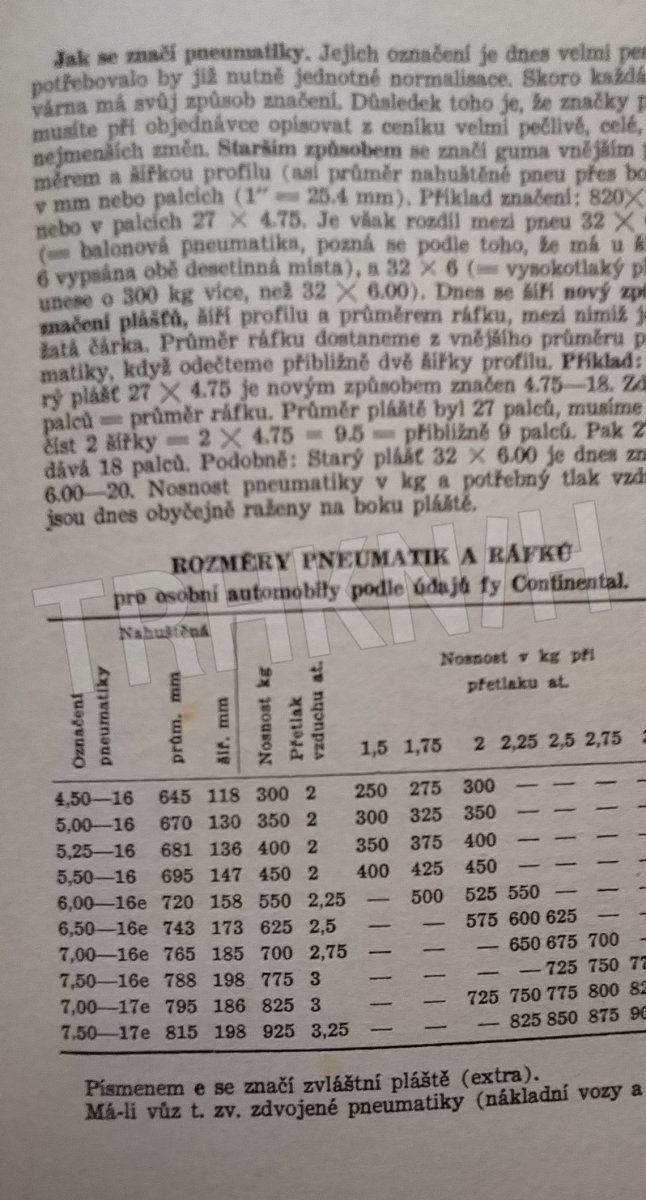 Jak se značí pneumatiky. Jejich označení je dnes velmi
potřebovalo by již nutně jednotné normalisace. Skoro každá
várna má svůj způsob značení. Důsledek toho je, že značky
musíte při objednávce opisovat z ceníku velmi pečlivě, celé,
nejmenších změn. Starším způsobem se značí guma vnějším
měrem a šířkou profilu (asi průměr nahuštěné pneu přes
v mm nebo palcích (1″ = 25.4 mm). Příklad značení: 820×
nebo v palcích 27 × 4.75. Je však rozdíl mezi pneu 32 ×
(= balonová pneumatika, pozná se podle toho, že má u
6 vypsána obě desetinná místa), a 32 × 6 (= vysokotlaký
unese o 300 kg více, než 32 × 6.00). Dnes se šíří nový
značení plášťů, šíří profilu a průměrem ráfku, mezi nimiž
žatá čárka. Průměr ráfku dostaneme z vnějšího průměru
matiky, když odečteme přibližně dvě šířky profilu. Příklad:
rý plášť 27 × 4.75 je novým způsobem značen 4.75—18.
palců = průměr ráfku. Průměr pláště byl 27 palců, musíme
číst 2 šířky = 2 × 4.75 = 9.5 = přibližně 9 palců. Pak
dává 18 palců. Podobně: Starý plášť 32 × 6.00 je dnes
6.00—20. Nosnost pneumatiky v kg a potřebný tlak
jsou dnes obyčejně raženy na boku pláště.
ROZMĚRY PNEUMATIK A RÁFKŮ
pro osobní automobily podle údajů fy Continental.
TRHKNIH
Označení pneumatiky
Nahuštěná
prům. mm
šíř. mm
Nosnost kg
Přetlak vzduchu at.
Nosnost v kg při
přetlaku at.
1,5 1,75 2 2,25 2,5 2,75
4,50—16 645 118 300 2 250 275 300 — — — —
5,00—16 670 130 350 2 300 325 350 — — — —
5,25—16 681 136 400 2 350 375 400 — — — —
5,50—16 695 147 450 2 400 425 450 — — — —
6,00—16e 720 158 550 2,25 — 500 525 550 — — —
6,50—16e 743 173 625 2,5 — — 575 600 625 — —
7,00—16e 765 185 700 2,75 — — — 650 675 700 —
7,50—16e 788 198 775 3 — — — — 725 750
7,00—17e 795 186 825 3 — — 725 750 775 800
7.50—17e 815 198 925 3,25 — — — 825 850 875
Písmenem e se značí zvláštní pláště (extra).
Má-li vůz t. zv. zdvojené pneumatiky (nákladní vozy a